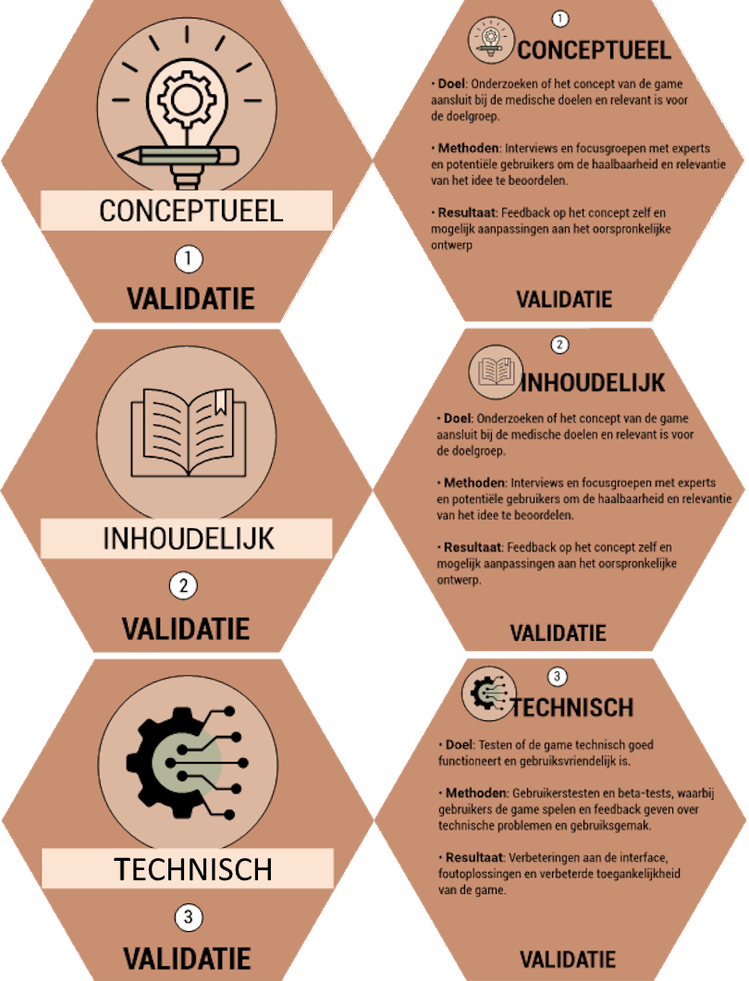 CONCEPTUEEL
1
VALIDATIE
1
CONCEPTUEEL
• Doel: Onderzoeken of het concept van de game
aansluit bij de medische doelen en relevant is voor
de doelgroep.
• Methoden: Interviews en focusgroepen met experts
en potentiële gebruikers om de haalbaarheid en relevantie
van het idee te beoordelen.
• Resultaat: Feedback op het concept zelf en
mogelijk aanpassingen aan het oorspronkelijke
ontwerp
VALIDATIE
INHOUDELIJK
2
VALIDATIE
2
INHOUDELIJK
• Doel: Onderzoeken of het concept van de game
aansluit bij de medische doelen en relevant is voor
de doelgroep.
• Methoden: Interviews en focusgroepen met experts
en potentiële gebruikers om de haalbaarheid en relevantie
van het idee te beoordelen.
• Resultaat: Feedback op het concept zelf en
mogelijk aanpassingen aan het oorspronkelijke
ontwerp.
VALIDATIE
TECHNISCH
3
VALIDATIE
3
TECHNISCH
• Doel: Testen of de game technisch goed
functioneert en gebruiksvriendelijk is.
• Methoden: Gebruikerstesten en beta-tests, waarbij
gebruikers de game spelen en feedback geven over
technische problemen en gebruiksgemak.
• Resultaat: Verbeteringen aan de interface,
foutoplossingen en verbeterde toegankelijkheid
van de game.
VALIDATIE